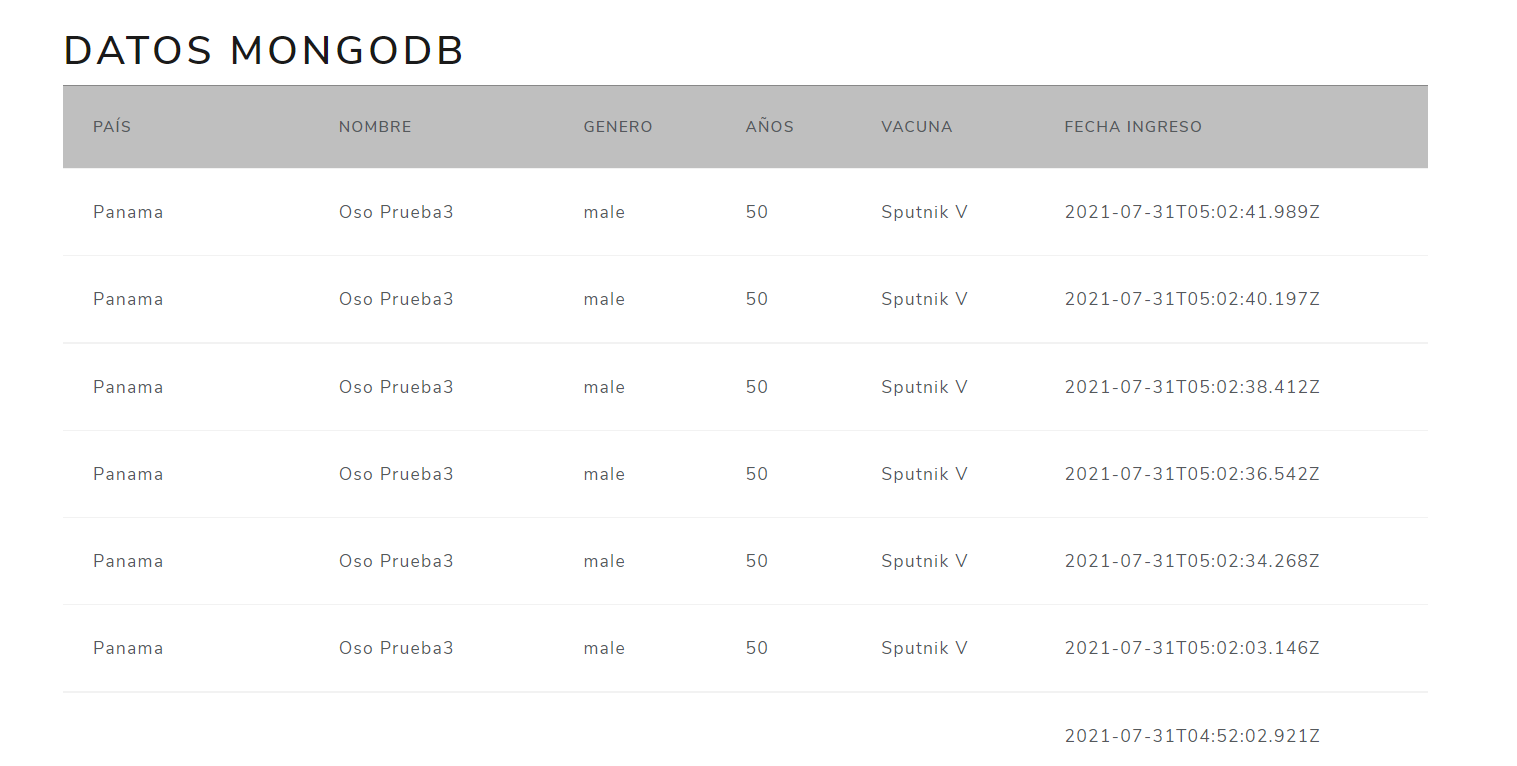 DATOS MONGODB
PAÍS NOMBRE GENERO AÑOS VACUNA FECHA INGRESO
Panama Oso Prueba3 male 50 Sputnik V 2021-07-31T05:02:41.989Z
Panama Oso Prueba3 male 50 Sputnik V 2021-07-31T05:02:40.197Z
Panama Oso Prueba3 male 50 Sputnik V 2021-07-31T05:02:38.412Z
Panama Oso Prueba3 male 50 Sputnik V 2021-07-31T05:02:36.542Z
Panama Oso Prueba3 male 50 Sputnik V 2021-07-31T05:02:34.268Z
Panama Oso Prueba3 male 50 Sputnik V 2021-07-31T05:02:03.146Z
2021-07-31T04:52:02.921Z